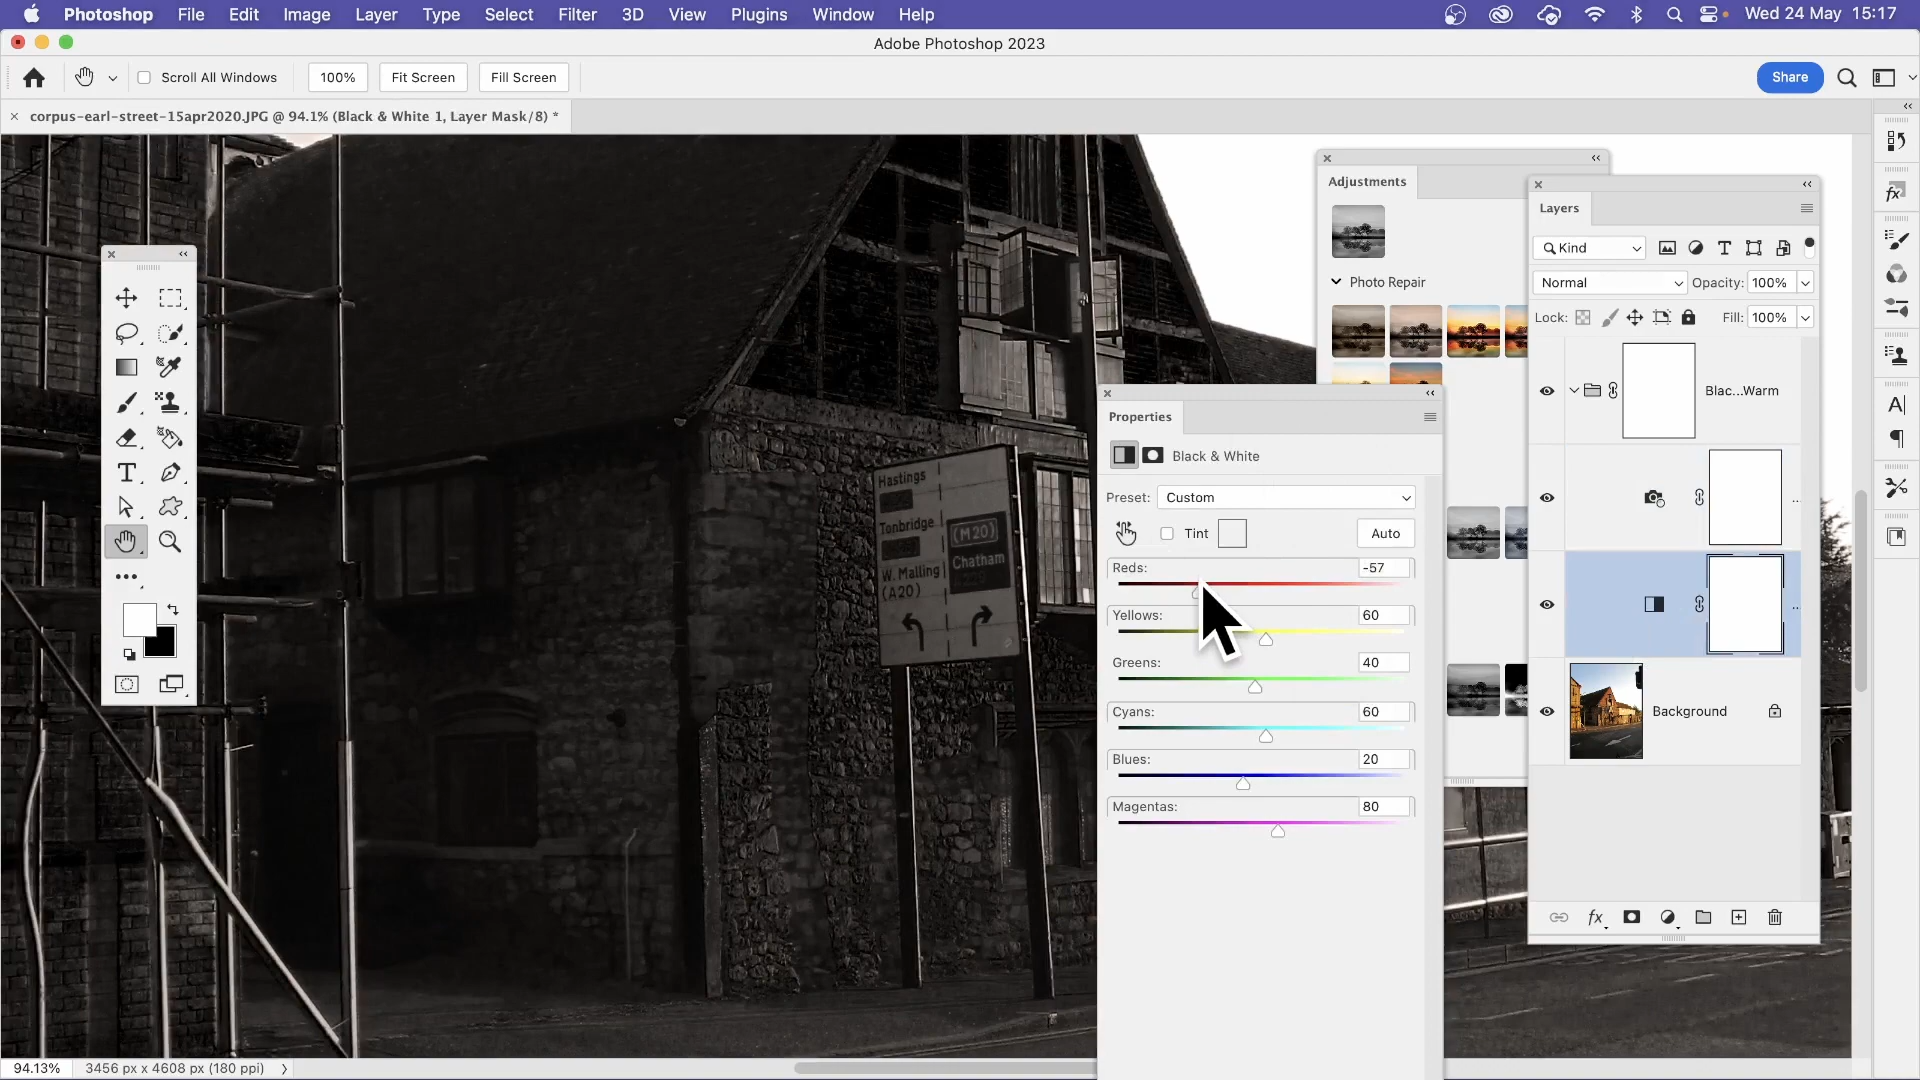 Photoshop File Edit Image Layer Type Select Filter 3D View Plugins Window Help Wed 24 May 15:17
Adobe Photoshop 2023
Scroll All Windows 100% Fit Screen Fill Screen Share
corpus-earl-street-15apr2020.JPG @ 94.1% (Black & White 1, Layer Mask/8) *
Adjustments
Photo Repair
Layers
Kind
Normal Opacity: 100%
Lock: Fill: 100%
Blac...Warm
...
...
Background
Properties
Black & White
Preset: Custom
Tint Auto
Reds: -57
Yellows: 60
Greens: 40
Cyans: 60
Blues: 20
Magentas: 80
Hastings
Tonbridge
W. Malling
(A20)
(M20)
Chatham
94.13% 3456 px x 4608 px (180 ppi)